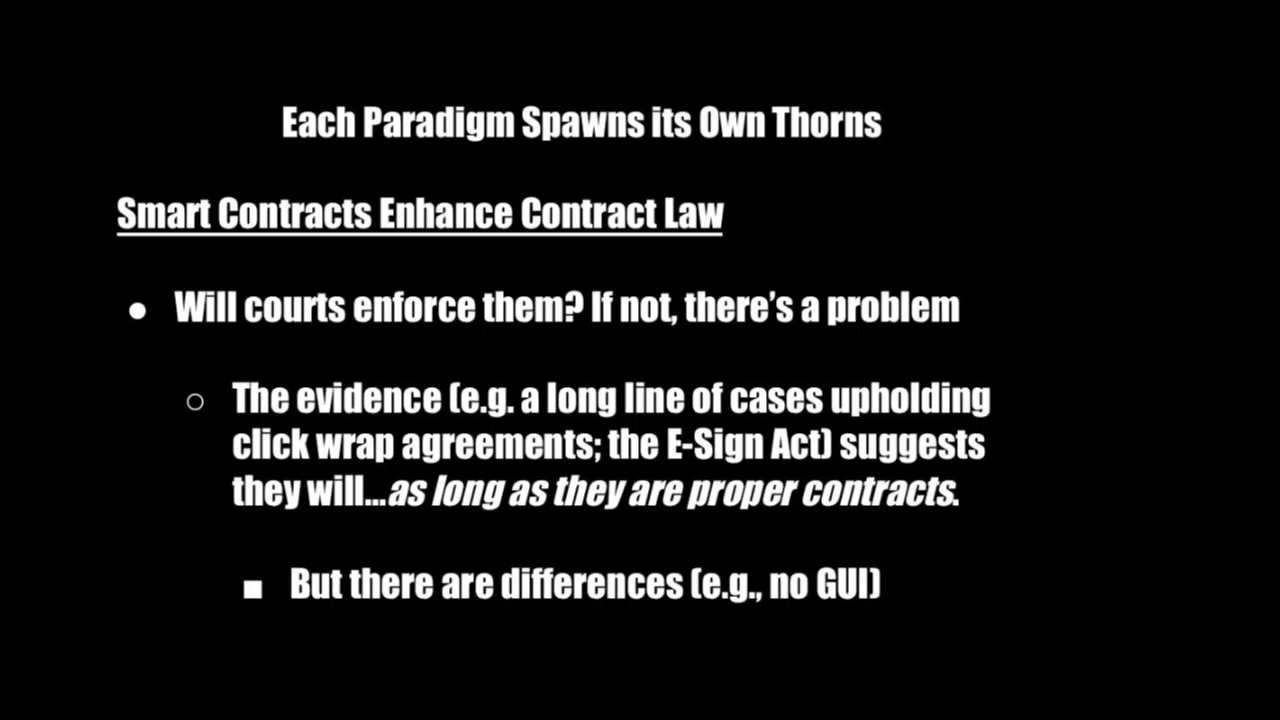 Each Paradigm Spawns its Own Thorns
Smart Contracts Enhance Contract Law
● Will courts enforce them? If not, there’s a problem
○ The evidence (e.g. a long line of cases upholding
click wrap agreements; the E-Sign Act) suggests
they will...as long as they are proper contracts.
■ But there are differences (e.g., no GUI)